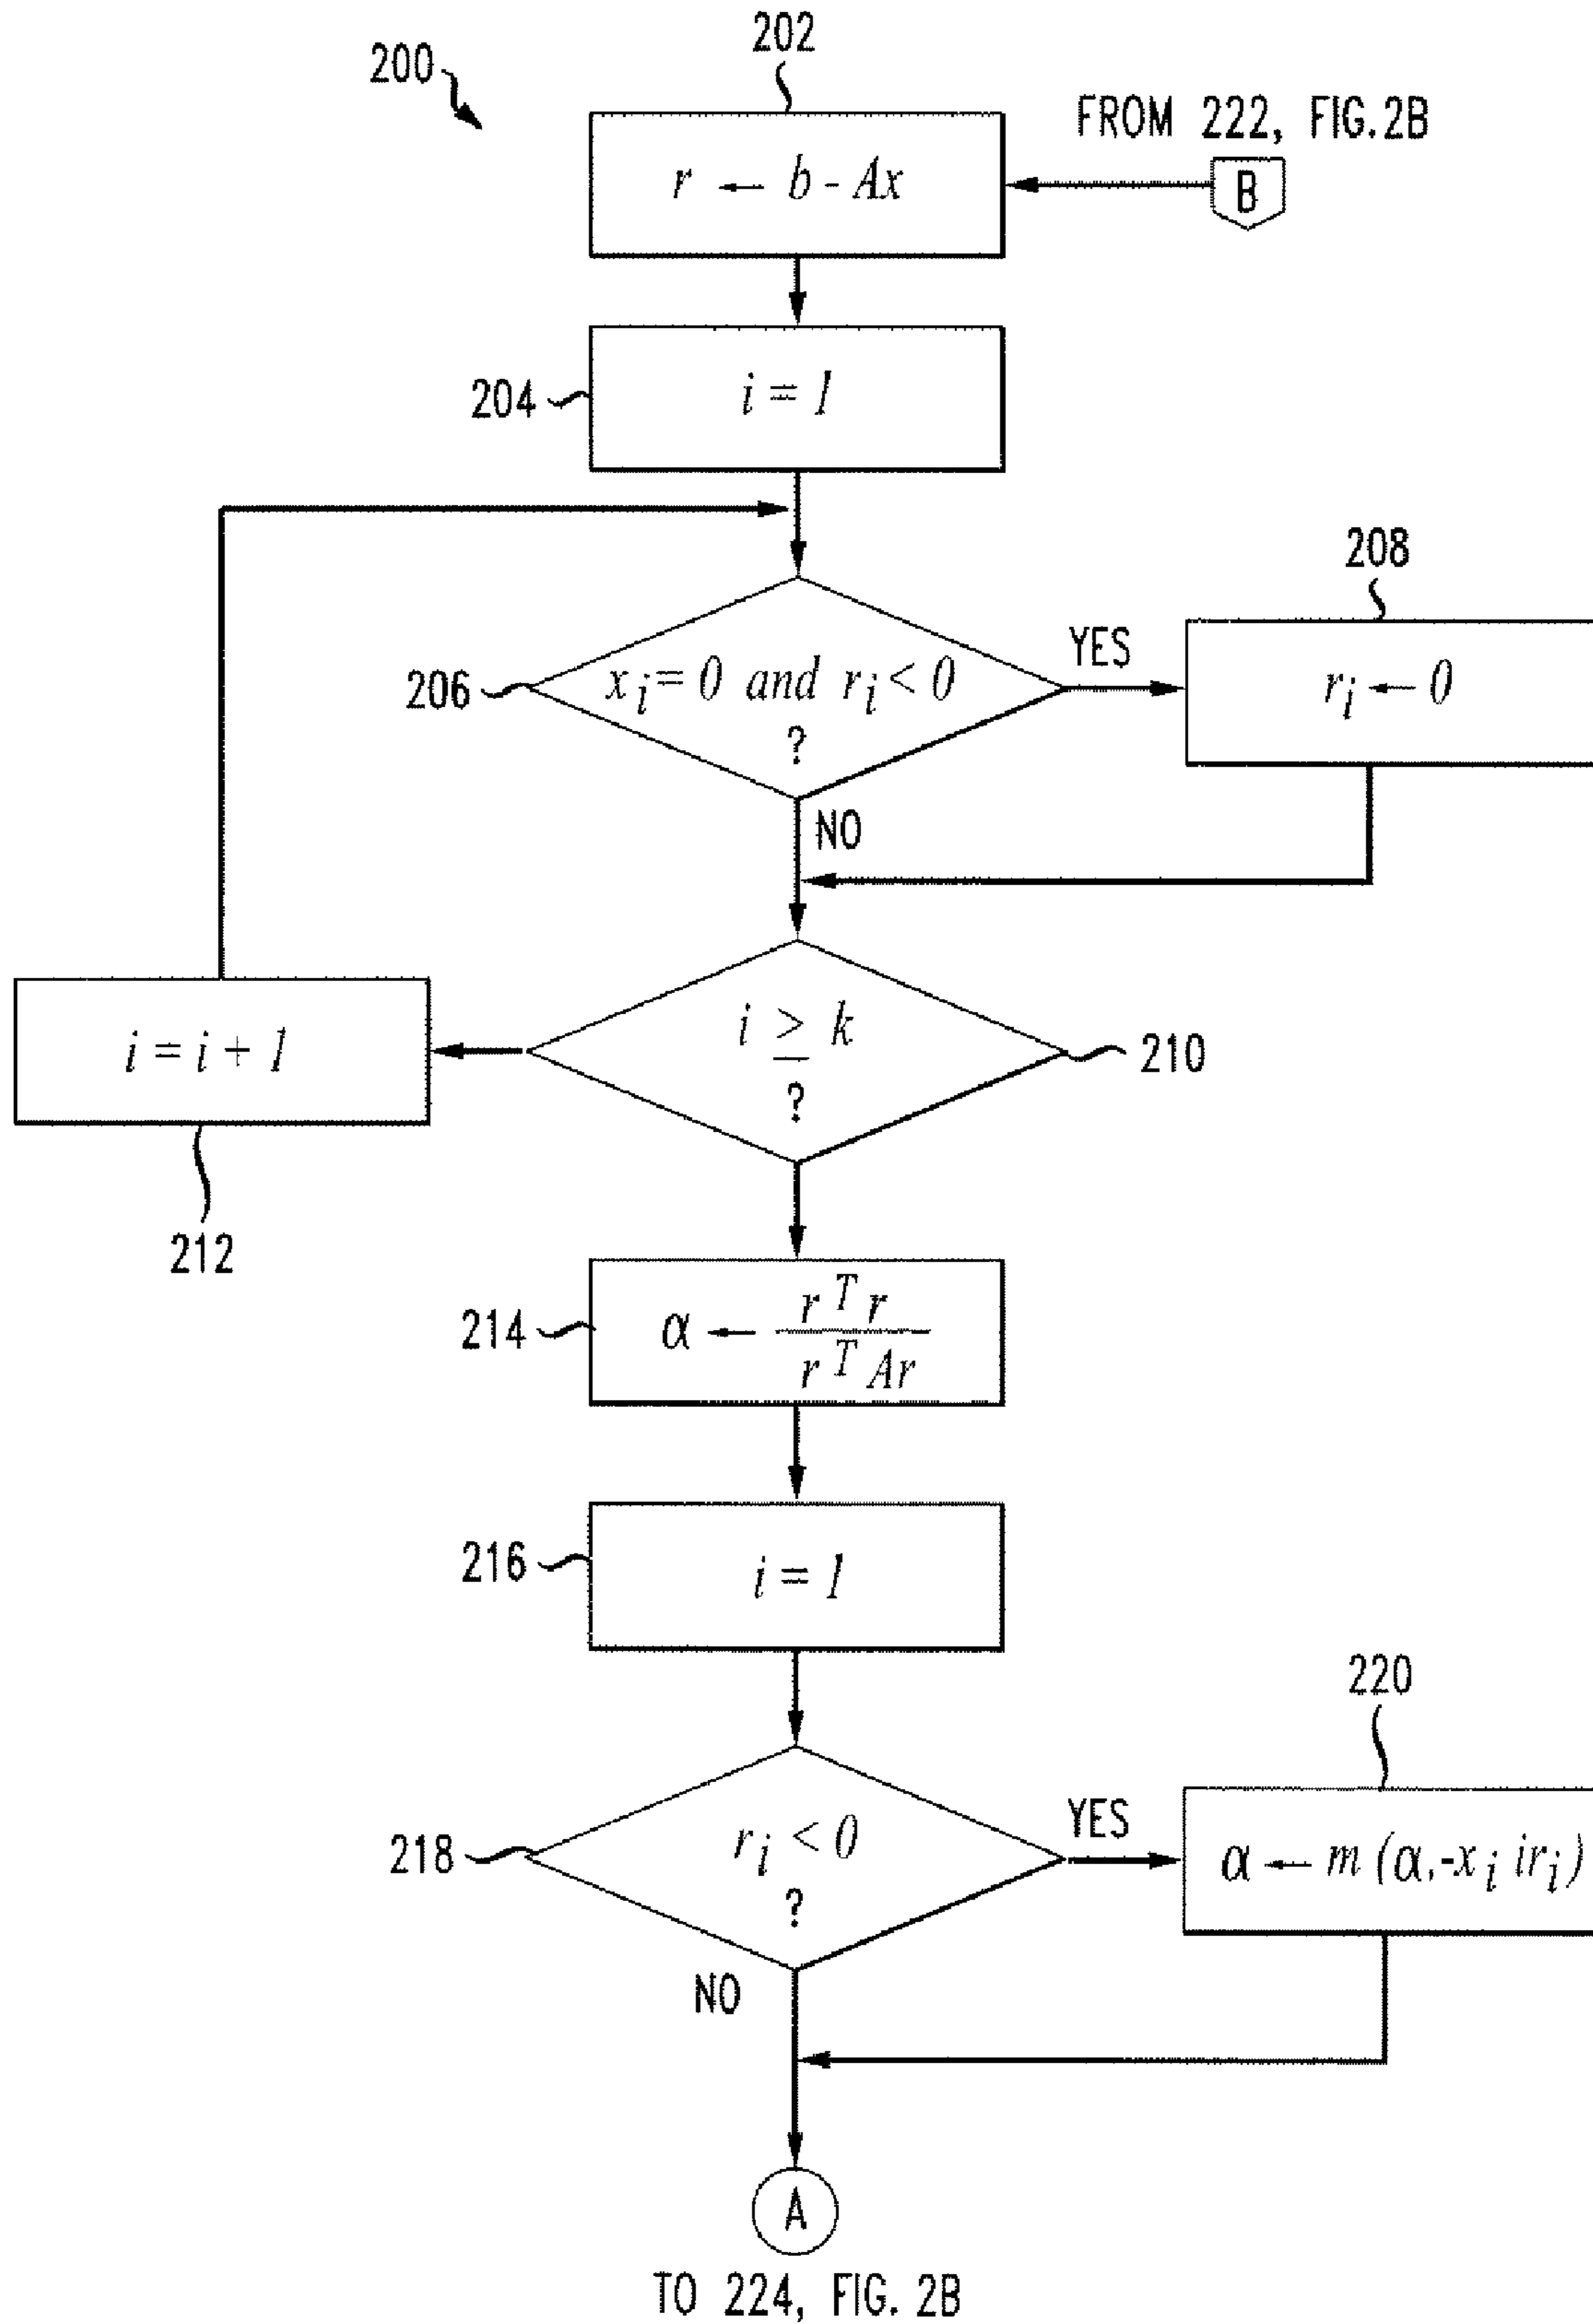 200
202
FROM 222, FIG.2B
r ← b - Ax
B
204
i = 1
208
206
x_i = 0 and r_i < 0
?
YES
r_i ← 0
NO
i = i + 1
i ≥ k
?
210
212
214
α ← r^T r / r^T Ar
216
i = 1
220
218
r_i < 0
?
YES
α ← m (α,-x_i ir_i)
NO
A
TO 224, FIG. 2B